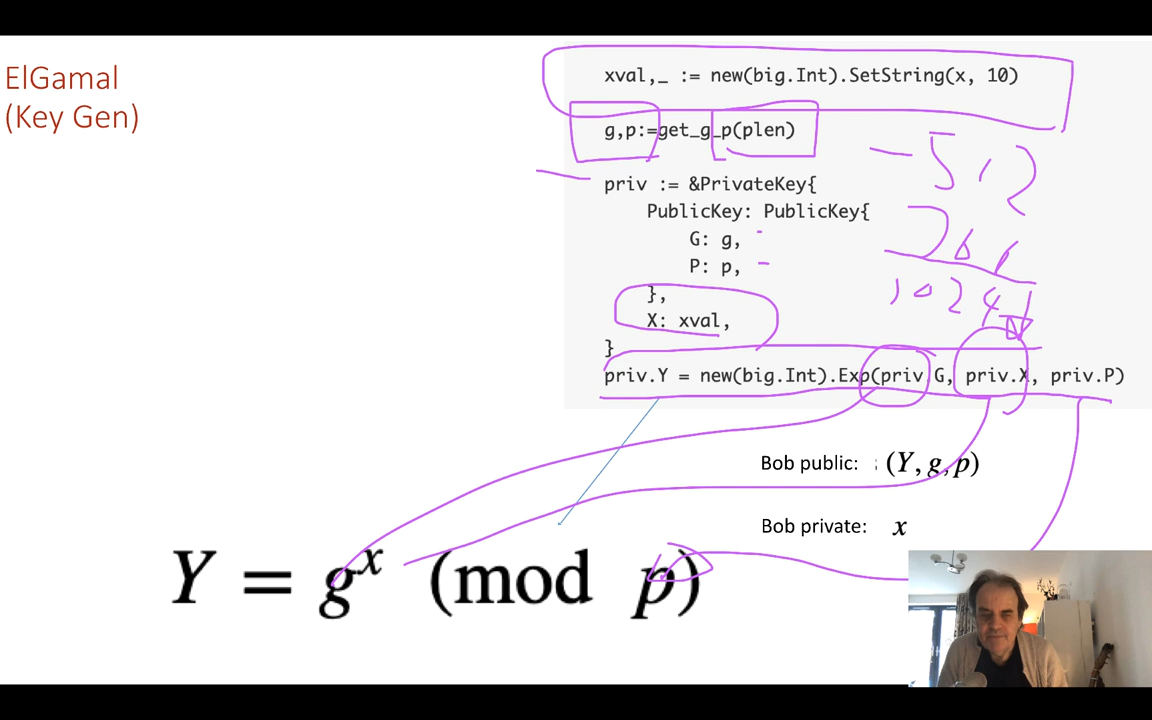 ElGamal
(Key Gen)
xval,_ := new(big.Int).SetString(x, 10)
g,p:=get_g_p(plen)
priv := &PrivateKey{
PublicKey: PublicKey{
G: g,
P: p,
},
X: xval,
}
priv.Y = new(big.Int).Exp(priv.G, priv.X, priv.P)
512
1024
Bob public: (Y, g, p)
Bob private: x
Y = g^x (mod p)